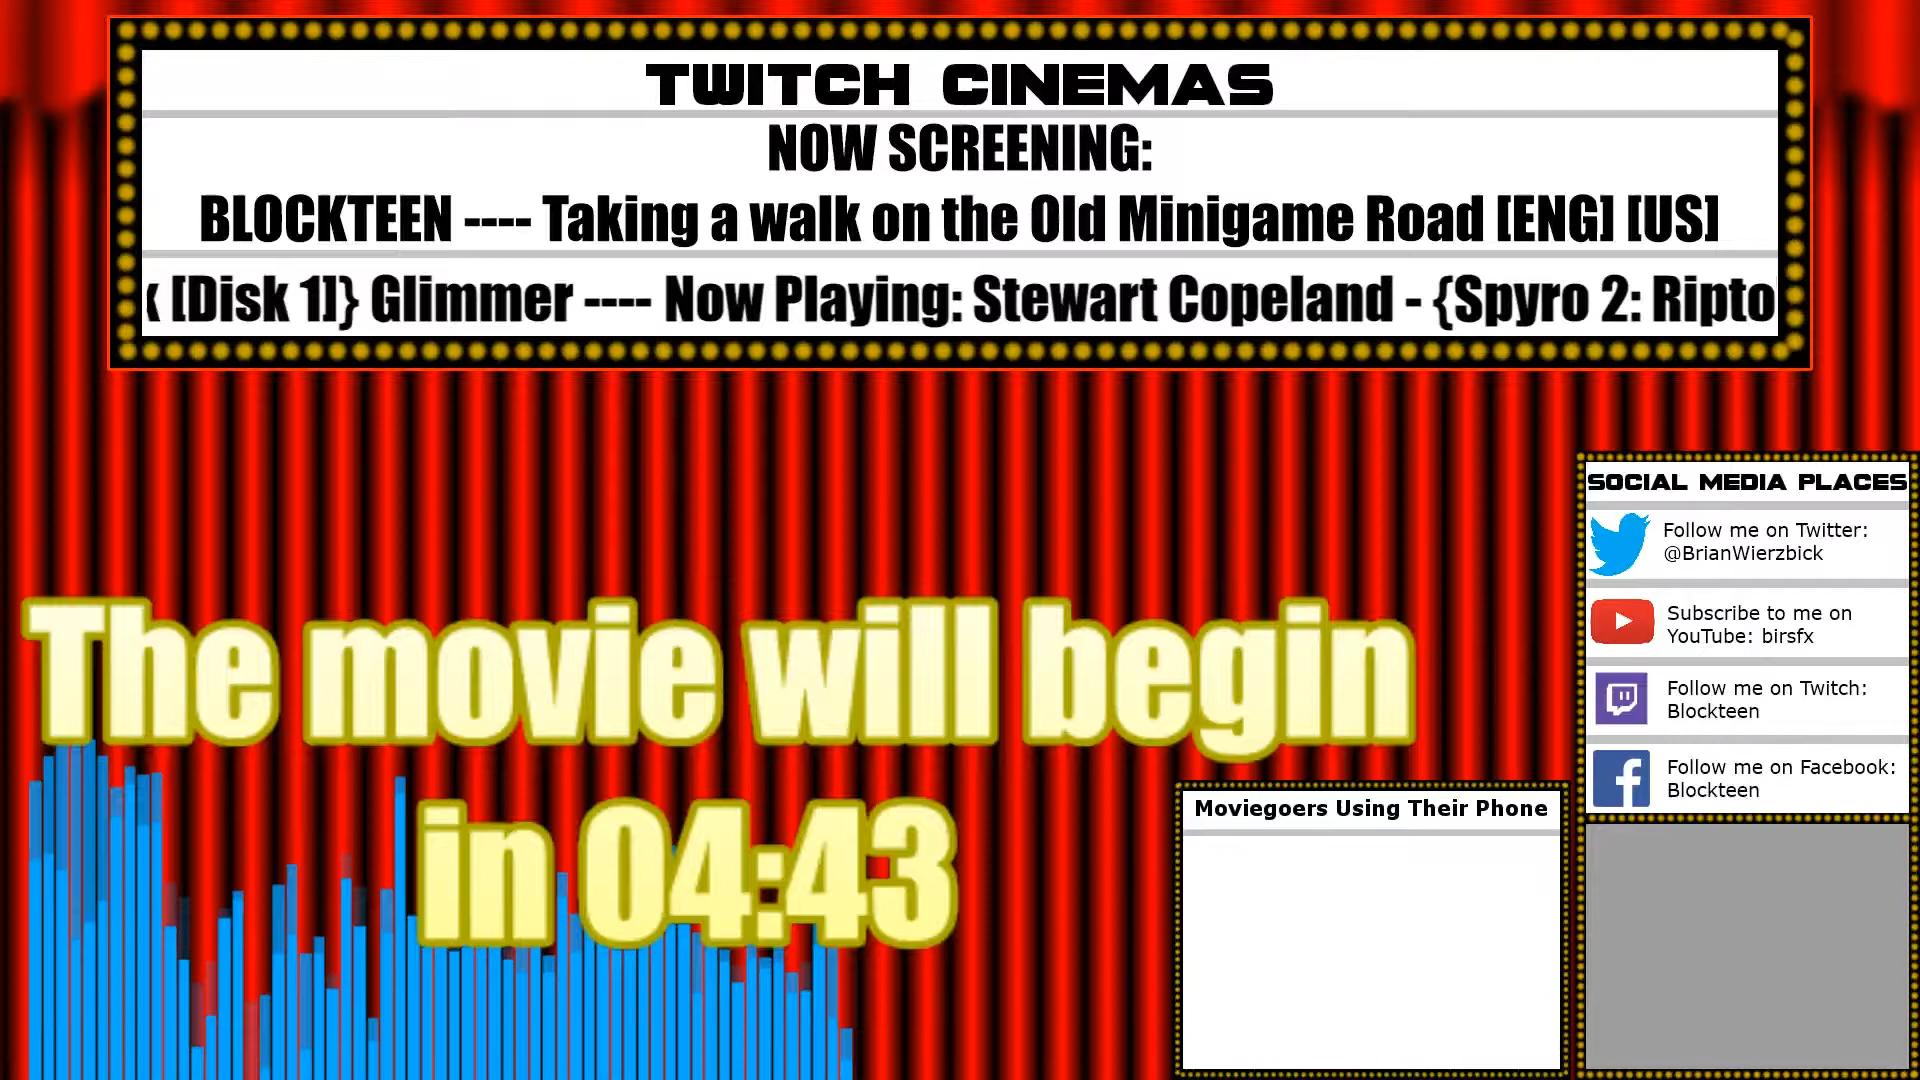 TWITCH CINEMAS
NOW SCREENING:
BLOCKTEEN ---- Taking a walk on the Old Minigame Road [ENG] [US]
[Disk 1]} Glimmer ---- Now Playing: Stewart Copeland - {Spyro 2: Ripto
SOCIAL MEDIA PLACES
Follow me on Twitter:
@BrianWierzbick
Subscribe to me on
YouTube: birsfx
Follow me on Twitch:
Blockteen
Follow me on Facebook:
Blockteen
The movie will begin
in 04:43
Moviegoers Using Their Phone